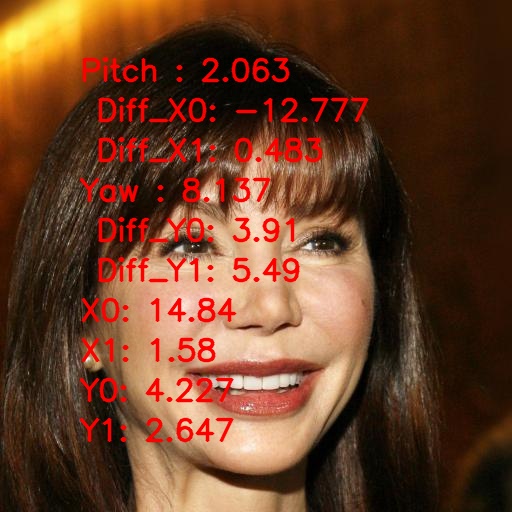 Pitch : 2.063
Diff_X0: -12.777
Diff_X1: 0.483
Yaw : 8.137
Diff_Y0: 3.91
Diff_Y1: 5.49
X0: 14.84
X1: 1.58
Y0: 4.227
Y1: 2.647